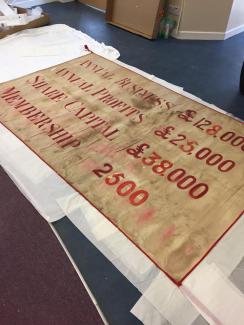 ANNUAL BUSINESS £128,000
ANNUAL PROFITS £25,000
SHARE CAPITAL £38,000
MEMBERSHIP 2500